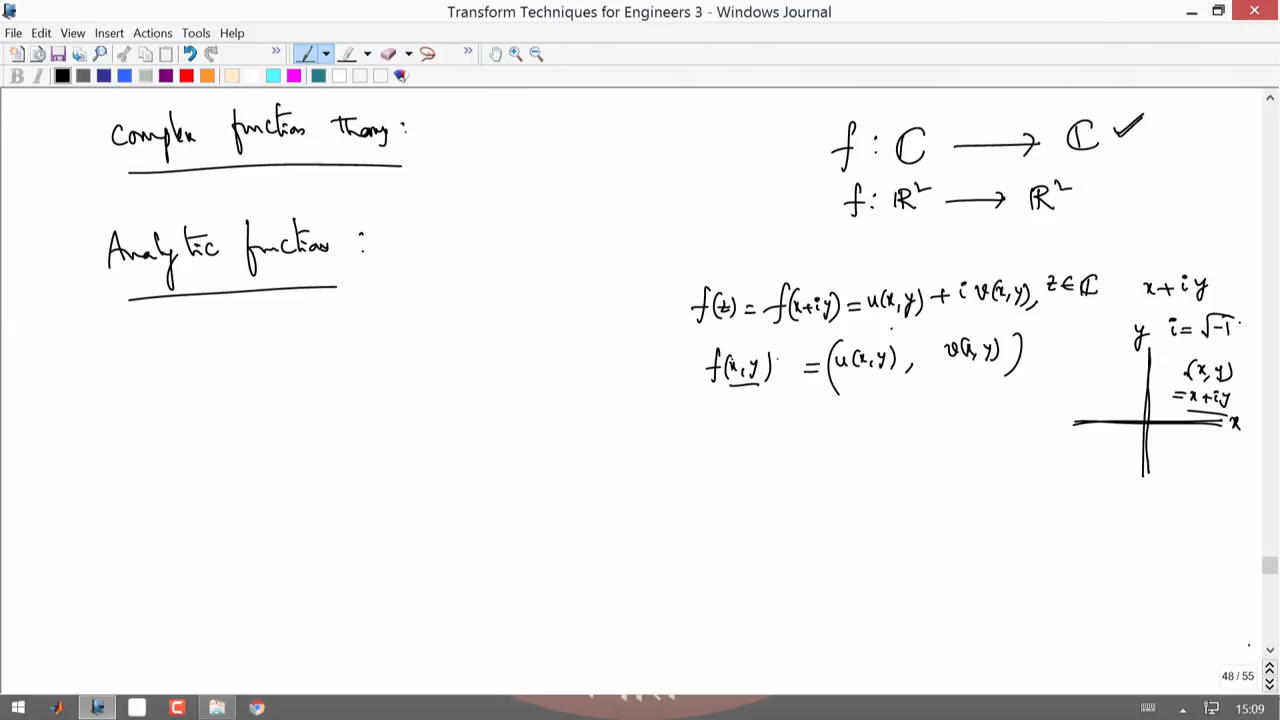 Transform Techniques for Engineers 3 - Windows Journal
File Edit View Insert Actions Tools Help
Complex function theory:
f : ℂ ⟶ ℂ ✓
f : ℝ² ⟶ ℝ²
Analytic function :
f(z) = f(x+iy) = u(x,y) + i v(x,y), z ∈ ℂ
x + iy
i = √-1
f(x,y) = (u(x,y), v(x,y))
y
(x,y)
= x+iy
x
48 / 55
15:09